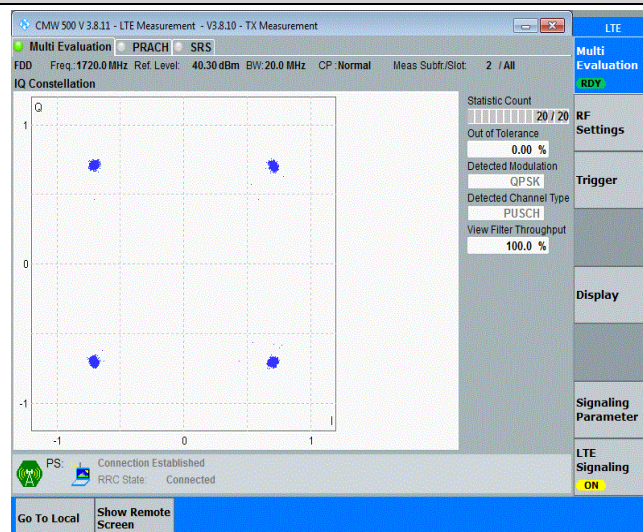 CMW 500 V 3.8.11 - LTE Measurement - V3.8.10 - TX Measurement
LTE
Multi Evaluation PRACH SRS
FDD Freq.:1720.0 MHz Ref. Level: 40.30 dBm BW:20.0 MHz CP :Normal Meas Subfr./Slot: 2 / All
IQ Constellation
Q
1
0
-1
I
-1 0 1
Statistic Count
20 / 20
Out of Tolerance
0.00 %
Detected Modulation
QPSK
Detected Channel Type
PUSCH
View Filter Throughput
100.0 %
Multi
Evaluation
RDY
RF
Settings
Trigger
Display
Signaling
Parameter
LTE
Signaling
ON
PS: Connection Established
RRC State: Connected
Go To Local
Show Remote
Screen